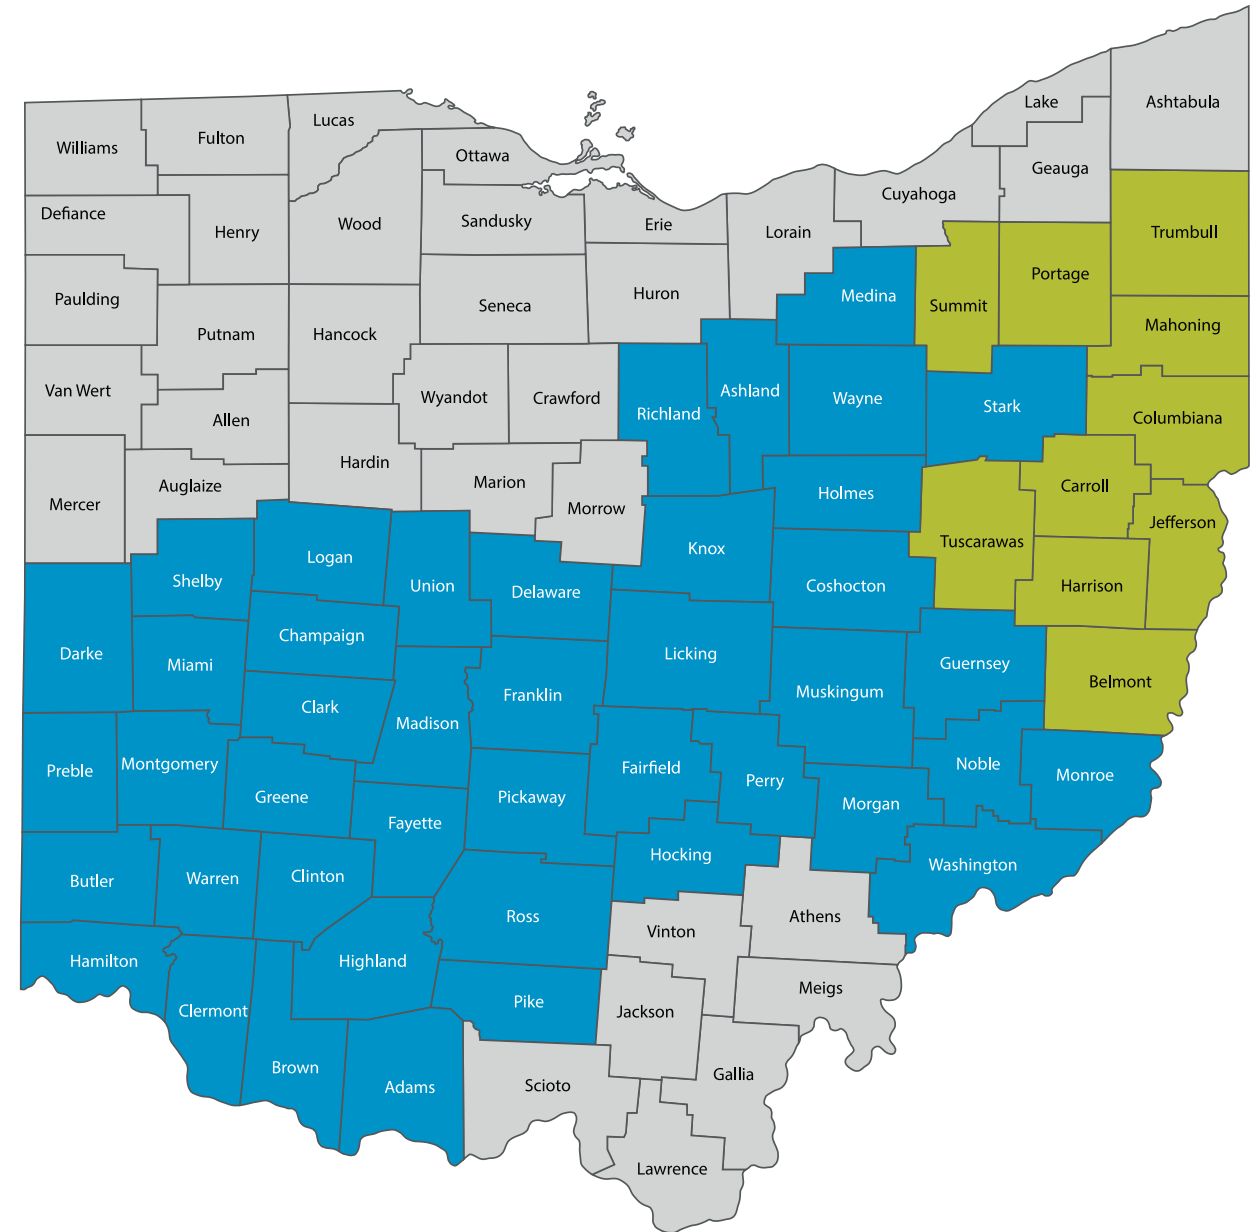 Lake
Ashtabula
Lucas
Fulton
Williams
Ottawa
Geauga
Cuyahoga
Defiance
Henry
Wood
Sandusky
Erie
Lorain
Trumbull
Portage
Paulding
Huron
Medina
Summit
Seneca
Putnam
Hancock
Mahoning
Van Wert
Allen
Wyandot
Crawford
Richland
Ashland
Wayne
Stark
Columbiana
Hardin
Marion
Auglaize
Mercer
Morrow
Holmes
Carroll
Jefferson
Knox
Tuscarawas
Logan
Shelby
Union
Delaware
Coshocton
Harrison
Champaign
Darke
Miami
Licking
Guernsey
Belmont
Clark
Franklin
Muskingum
Madison
Preble
Montgomery
Greene
Fayette
Pickaway
Fairfield
Perry
Morgan
Noble
Monroe
Butler
Warren
Clinton
Hocking
Washington
Ross
Athens
Vinton
Hamilton
Highland
Meigs
Clermont
Pike
Jackson
Brown
Adams
Scioto
Gallia
Lawrence